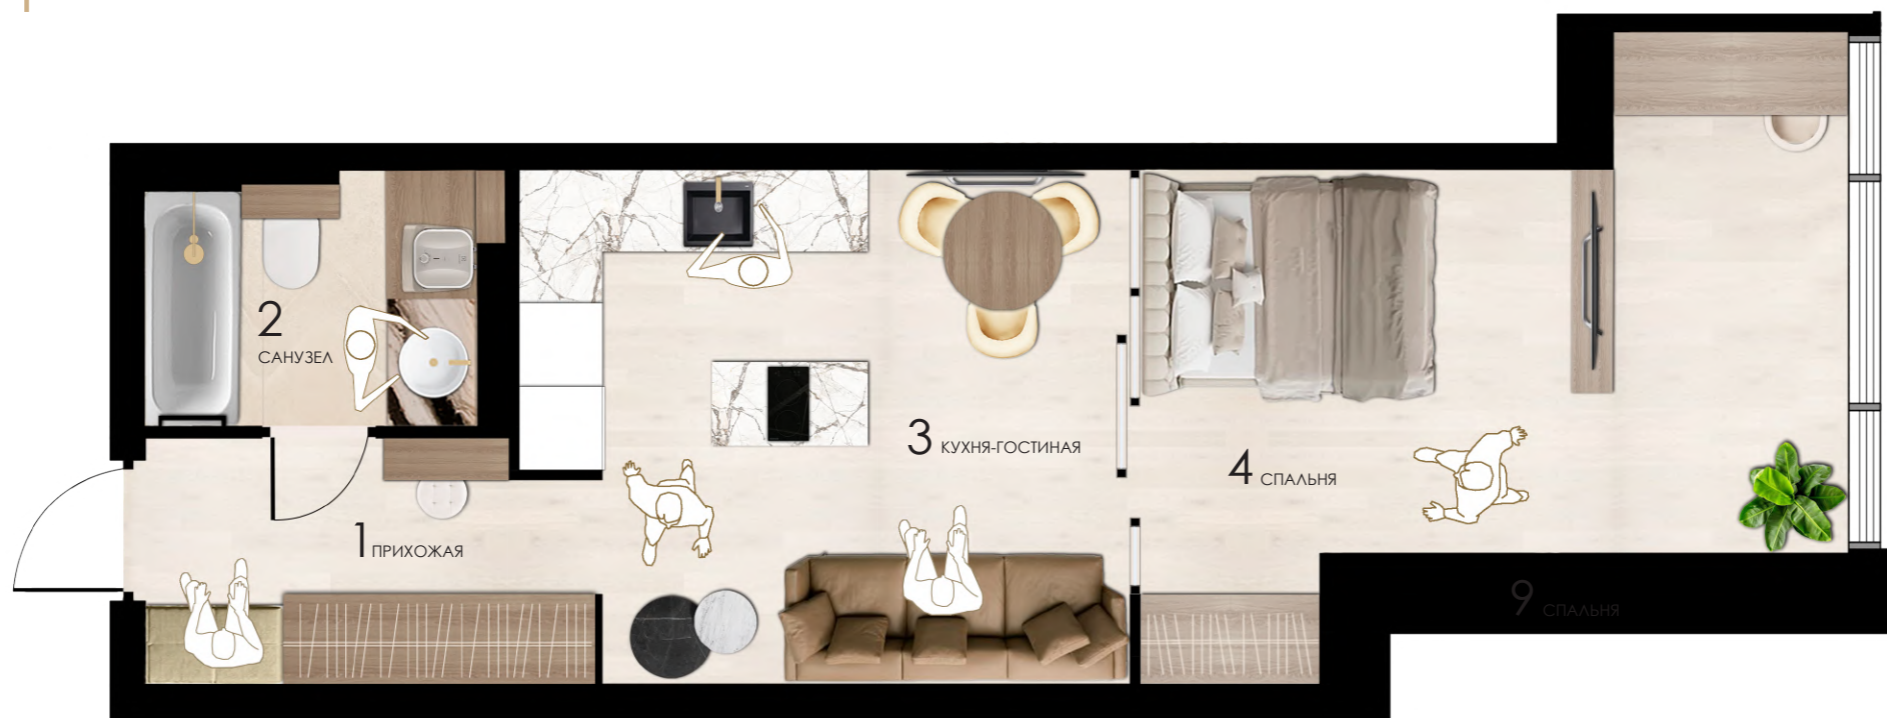 2
САНУЗЕЛ
3 КУХНЯ-ГОСТИНАЯ
4 СПАЛЬНЯ
1 ПРИХОЖАЯ
9 СПАЛЬНЯ